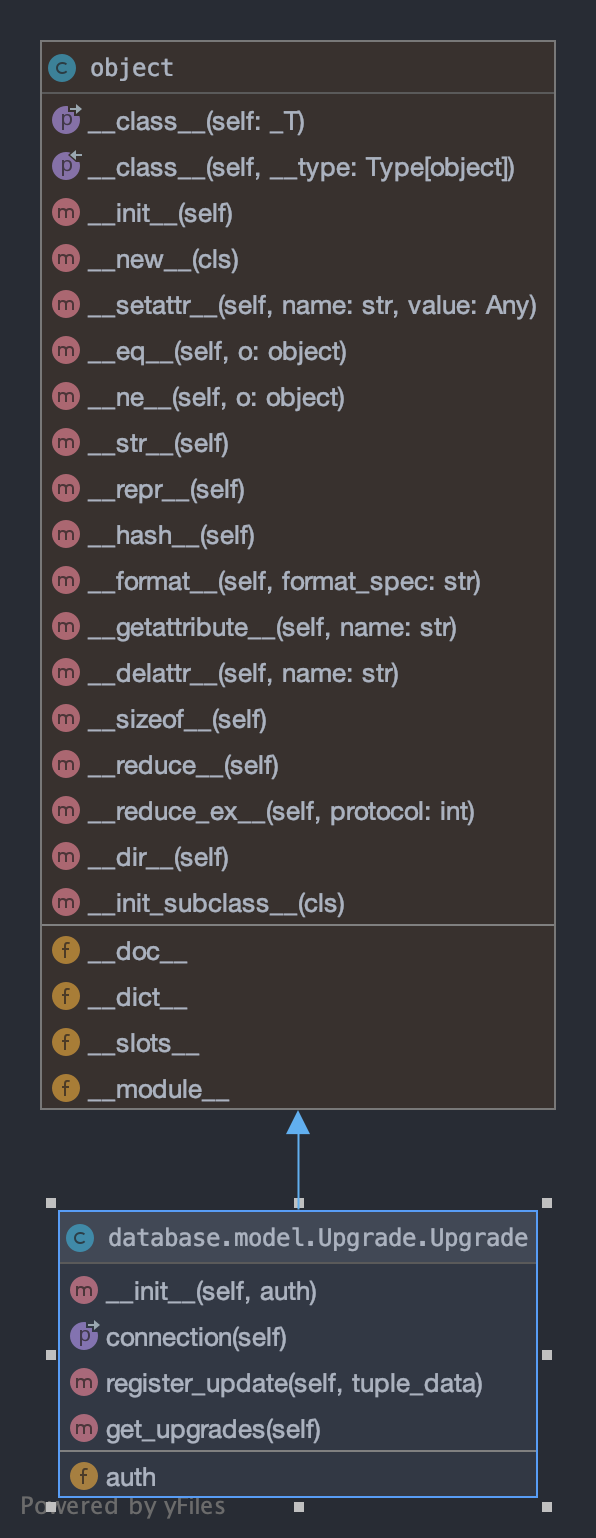 object
__class__(self: _T)
__class__(self, __type: Type[object])
__init__(self)
__new__(cls)
__setattr__(self, name: str, value: Any)
__eq__(self, o: object)
__ne__(self, o: object)
__str__(self)
__repr__(self)
__hash__(self)
__format__(self, format_spec: str)
__getattribute__(self, name: str)
__delattr__(self, name: str)
__sizeof__(self)
__reduce__(self)
__reduce_ex__(self, protocol: int)
__dir__(self)
__init_subclass__(cls)
__doc__
__dict__
__slots__
__module__
database.model.Upgrade.Upgrade
__init__(self, auth)
connection(self)
register_update(self, tuple_data)
get_upgrades(self)
auth
Powered by yFiles